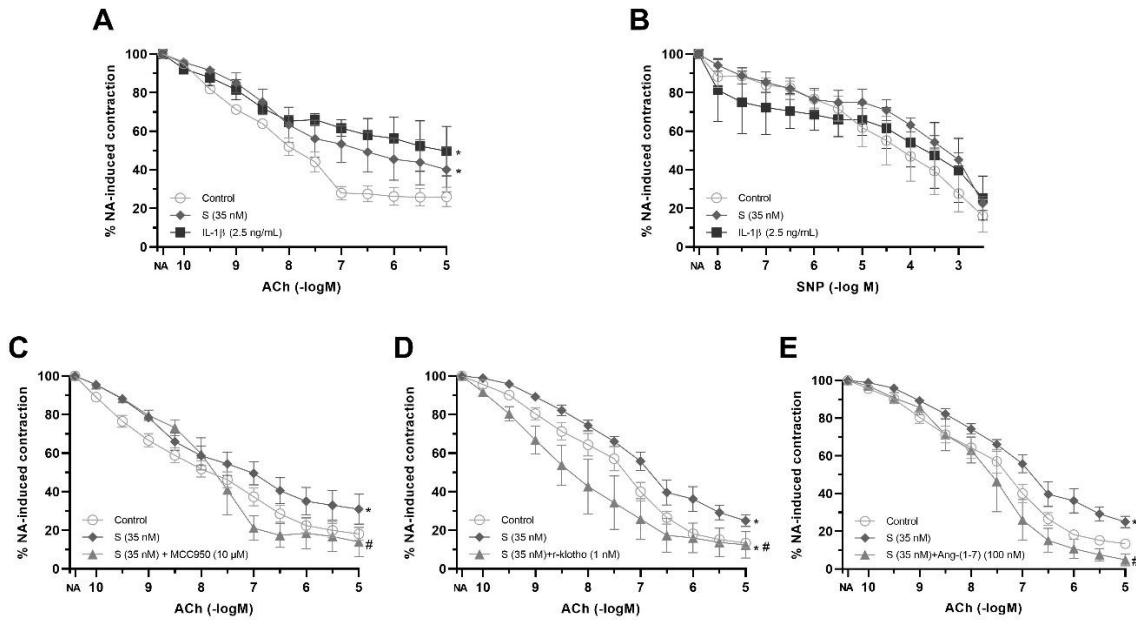 A
% NA-induced contraction
100
80
60
40
20
0
Control
S (35 nM)
IL-1β (2.5 ng/mL)
*
*
NA 10 9 8 7 6 5
ACh (-logM)
B
% NA-induced contraction
100
80
60
40
20
0
Control
S (35 nM)
IL-1β (2.5 ng/mL)
NA 8 7 6 5 4 3
SNP (-log M)
C
% NA-induced contraction
100
80
60
40
20
0
Control
S (35 nM)
S (35 nM) + MCC950 (10 µM)
*
#
NA 10 9 8 7 6 5
ACh (-logM)
D
% NA-induced contraction
100
80
60
40
20
0
Control
S (35 nM)
S (35 nM)+r-klotho (1 nM)
*
* #
NA 10 9 8 7 6 5
ACh (-logM)
E
% NA-induced contraction
100
80
60
40
20
0
Control
S (35 nM)
S (35 nM)+Ang-(1-7) (100 nM)
*
#
NA 10 9 8 7 6 5
ACh (-logM)